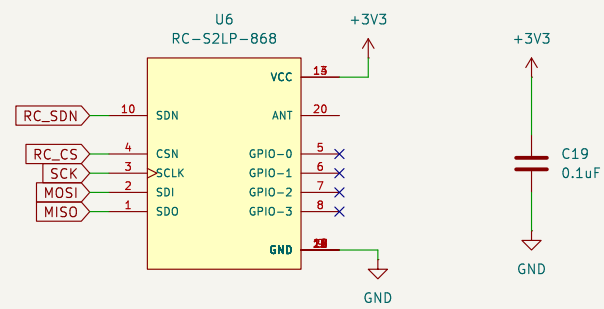 U6
RC-S2LP-868
+3V3
+3V3
VCC
RC_SDN 10 SDN
ANT 20
RC_CS 4 CSN
GPIO-0 5
SCK 3 SCLK
GPIO-1 6
MOSI 2 SDI
GPIO-2 7
MISO 1 SDO
GPIO-3 8
C19
0.1uF
GND
GND
GND